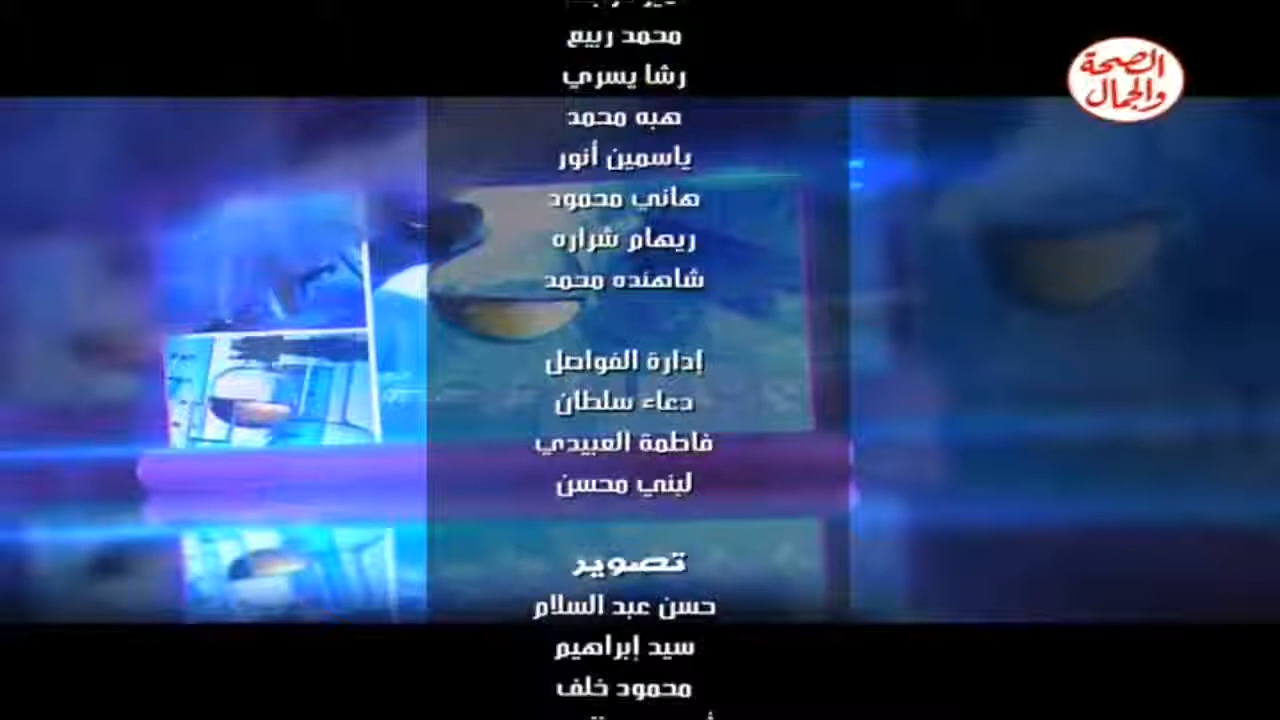 محمد ربيع
رشا يسري
هبه محمد
ياسمين أنور
هاني محمود
ريهام شراره
شاهنده محمد
إدارة الفواصل
دعاء سلطان
فاطمة العبيدي
لبني محسن
تصوير
حسن عبد السلام
سيد إبراهيم
محمود خلف
الصحة
والجمال